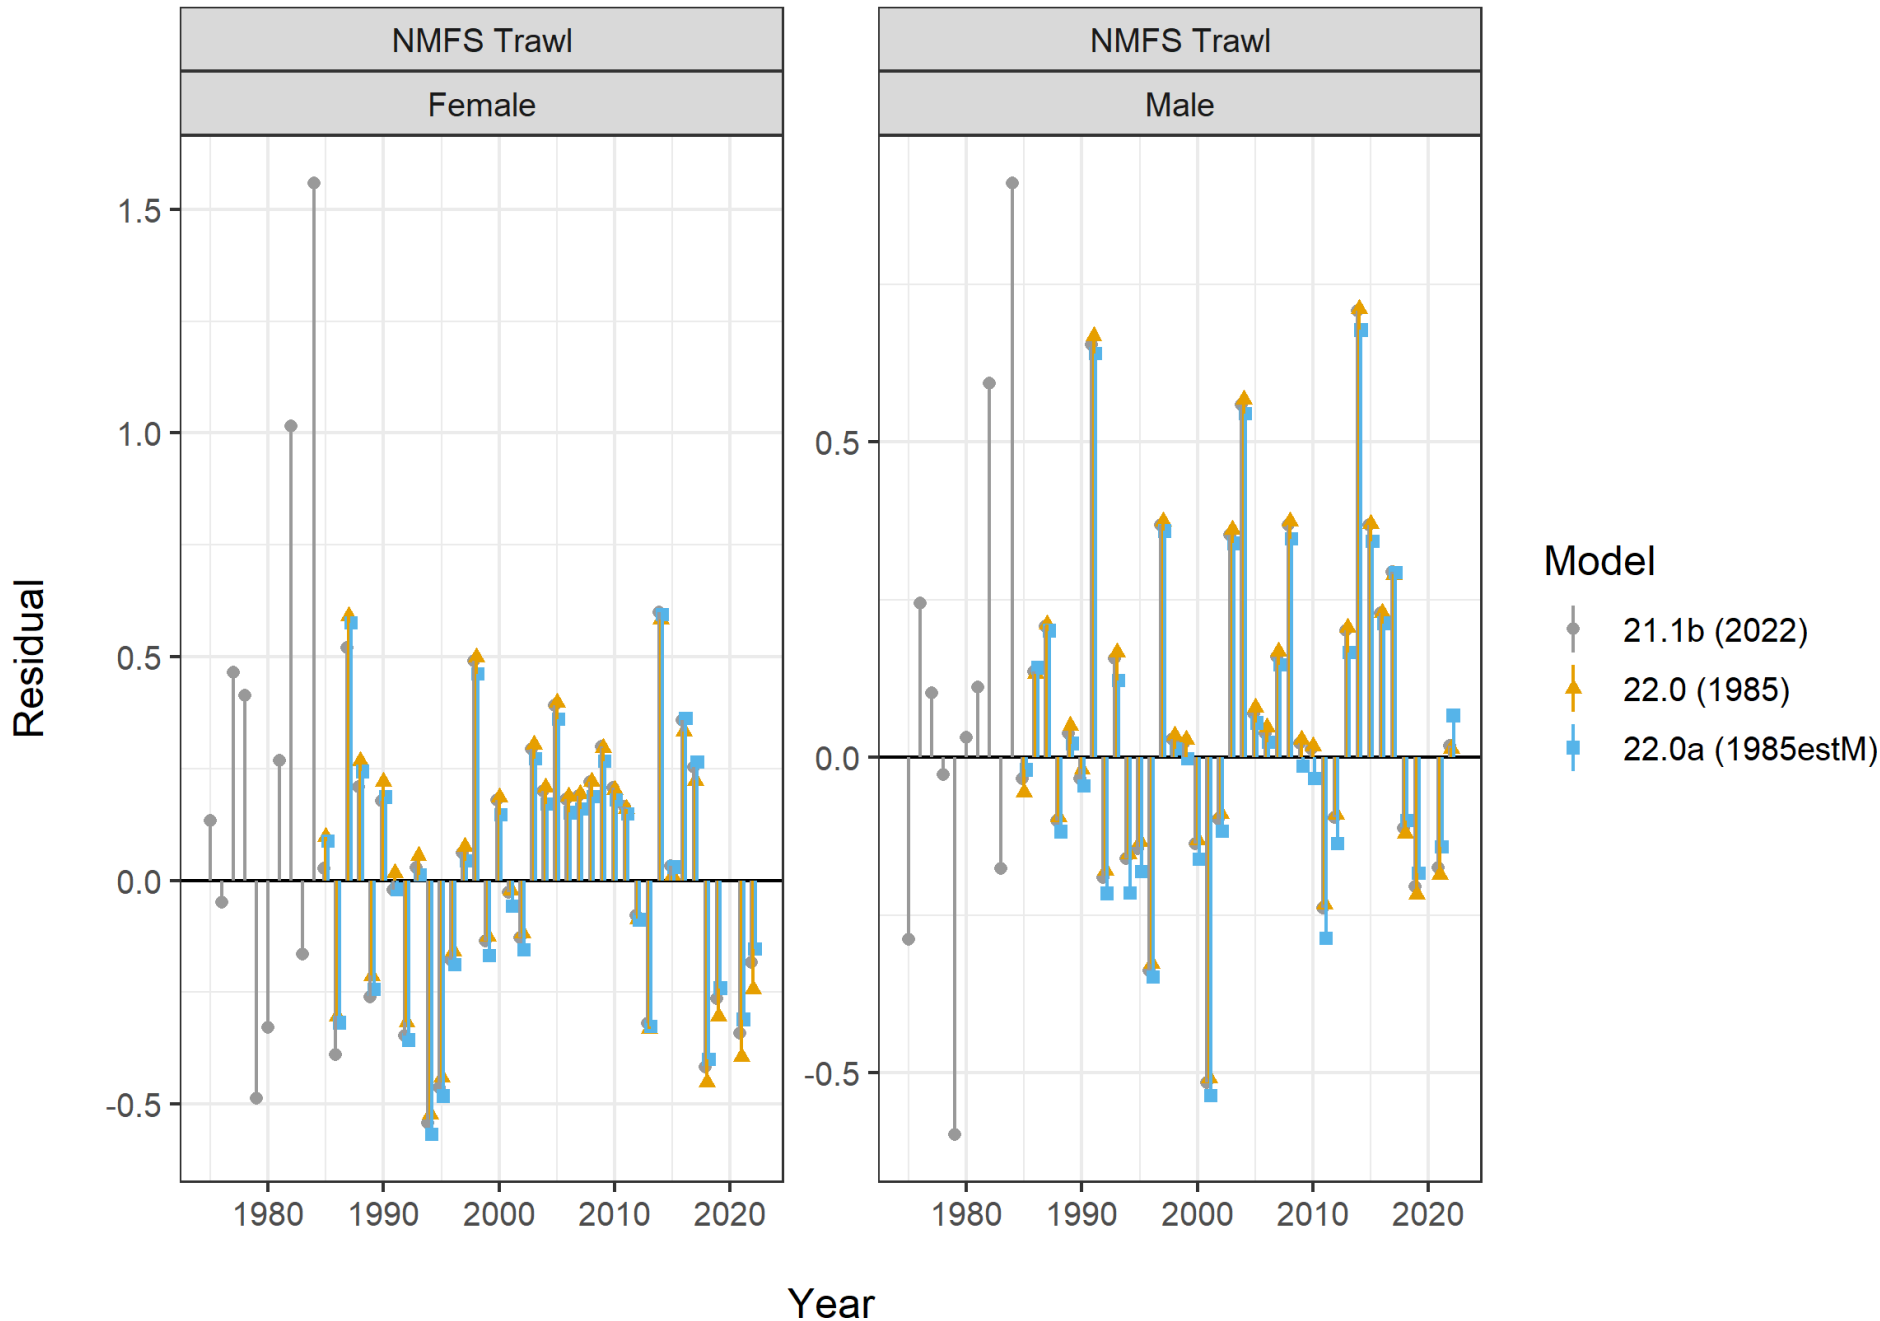 NMFS Trawl
Female
NMFS Trawl
Male
Residual
1.5
1.0
0.5
0.0
-0.5
0.5
0.0
-0.5
1980 1990 2000 2010 2020
1980 1990 2000 2010 2020
Year
Model
21.1b (2022)
22.0 (1985)
22.0a (1985estM)